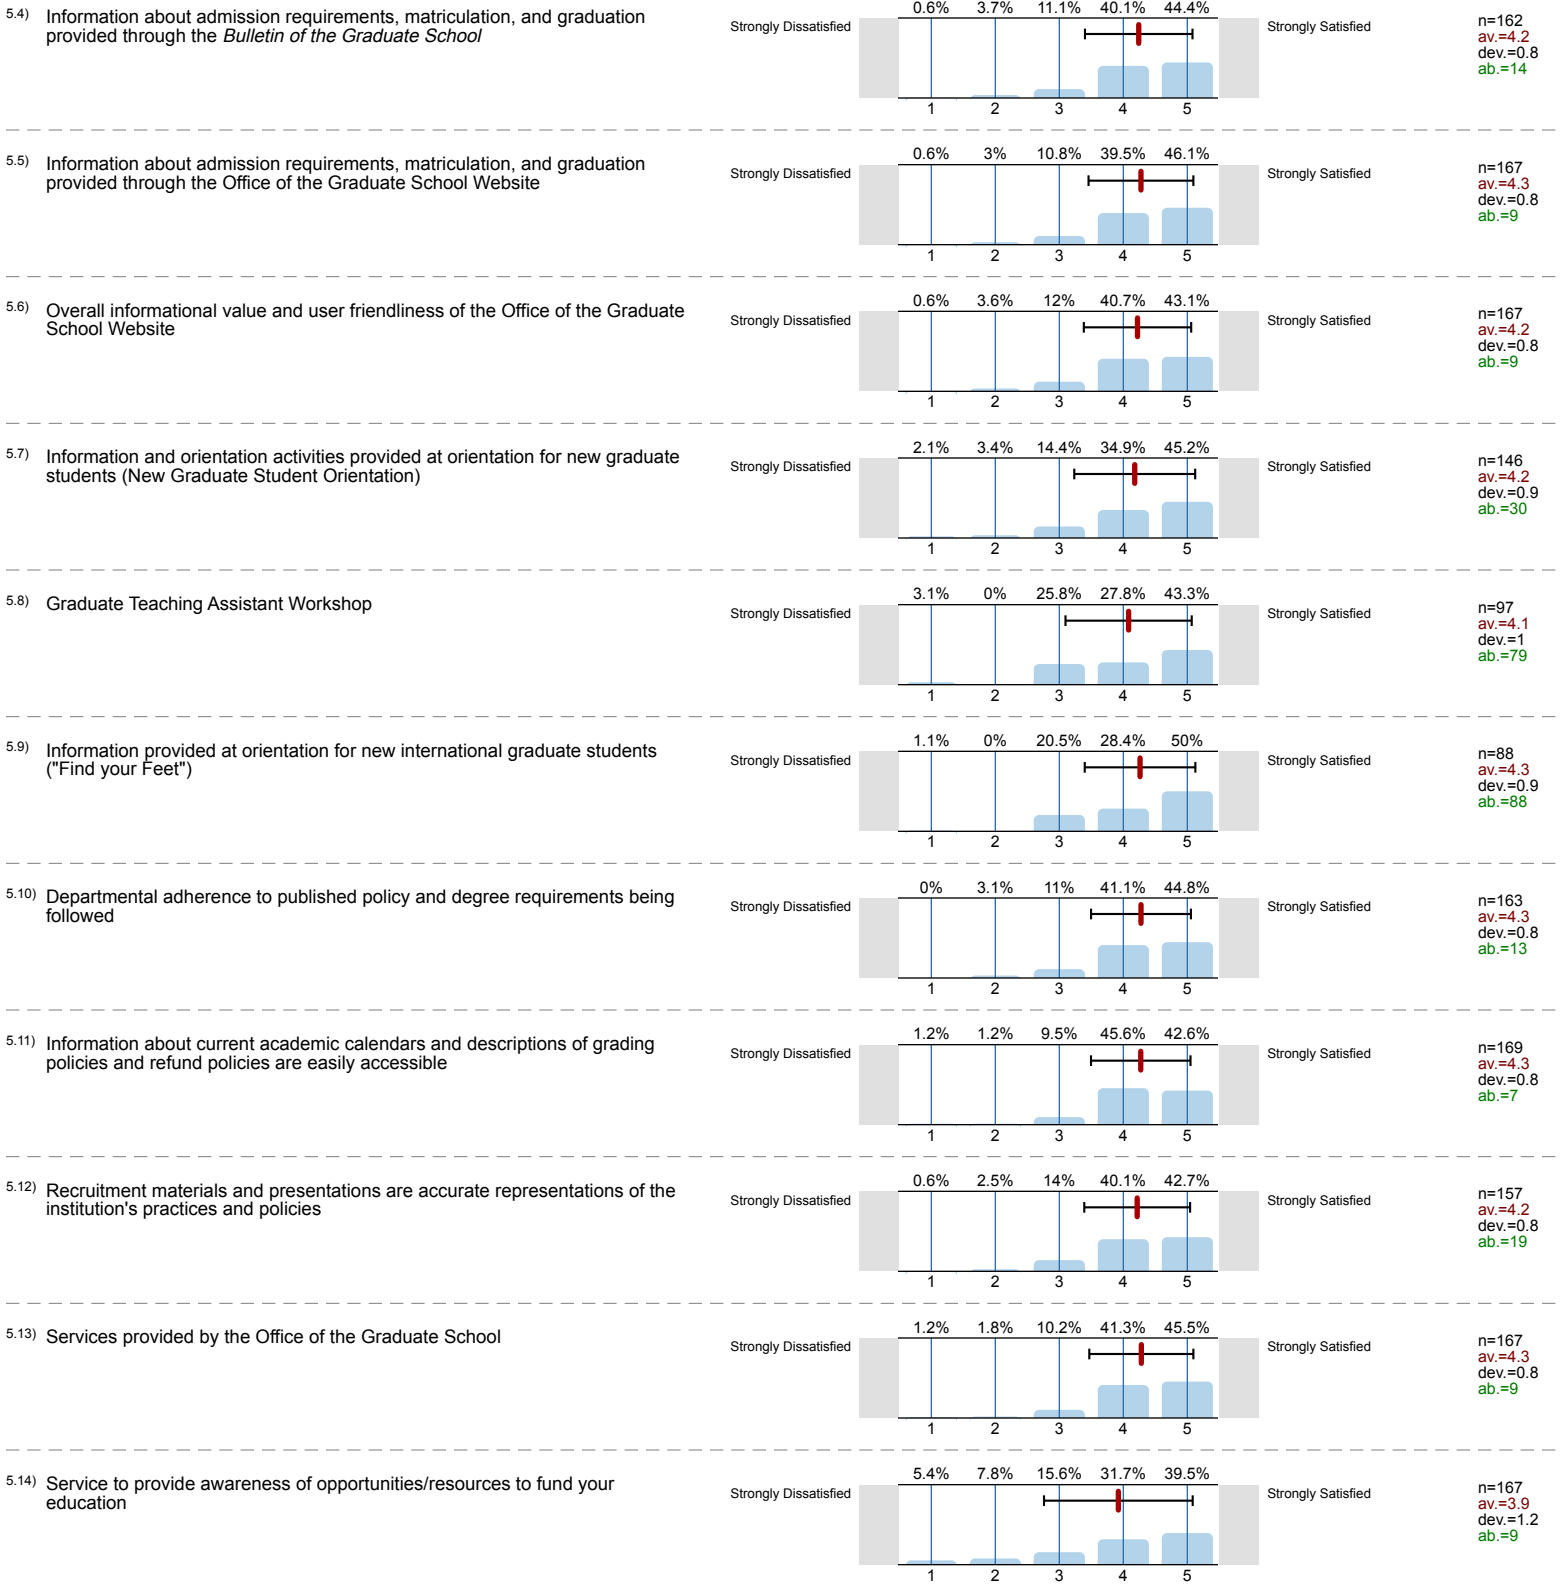 5.4) Information about admission requirements, matriculation, and graduation
provided through the Bulletin of the Graduate School
Strongly Dissatisfied
0.6% 3.7% 11.1% 40.1% 44.4%
1 2 3 4 5
Strongly Satisfied
n=162
av.=4.2
dev.=0.8
ab.=14
5.5) Information about admission requirements, matriculation, and graduation
provided through the Office of the Graduate School Website
Strongly Dissatisfied
0.6% 3% 10.8% 39.5% 46.1%
1 2 3 4 5
Strongly Satisfied
n=167
av.=4.3
dev.=0.8
ab.=9
5.6) Overall informational value and user friendliness of the Office of the Graduate
School Website
Strongly Dissatisfied
0.6% 3.6% 12% 40.7% 43.1%
1 2 3 4 5
Strongly Satisfied
n=167
av.=4.2
dev.=0.8
ab.=9
5.7) Information and orientation activities provided at orientation for new graduate
students (New Graduate Student Orientation)
Strongly Dissatisfied
2.1% 3.4% 14.4% 34.9% 45.2%
1 2 3 4 5
Strongly Satisfied
n=146
av.=4.2
dev.=0.9
ab.=30
5.8) Graduate Teaching Assistant Workshop
Strongly Dissatisfied
3.1% 0% 25.8% 27.8% 43.3%
1 2 3 4 5
Strongly Satisfied
n=97
av.=4.1
dev.=1
ab.=79
5.9) Information provided at orientation for new international graduate students
("Find your Feet")
Strongly Dissatisfied
1.1% 0% 20.5% 28.4% 50%
1 2 3 4 5
Strongly Satisfied
n=88
av.=4.3
dev.=0.9
ab.=88
5.10) Departmental adherence to published policy and degree requirements being
followed
Strongly Dissatisfied
0% 3.1% 11% 41.1% 44.8%
1 2 3 4 5
Strongly Satisfied
n=163
av.=4.3
dev.=0.8
ab.=13
5.11) Information about current academic calendars and descriptions of grading
policies and refund policies are easily accessible
Strongly Dissatisfied
1.2% 1.2% 9.5% 45.6% 42.6%
1 2 3 4 5
Strongly Satisfied
n=169
av.=4.3
dev.=0.8
ab.=7
5.12) Recruitment materials and presentations are accurate representations of the
institution's practices and policies
Strongly Dissatisfied
0.6% 2.5% 14% 40.1% 42.7%
1 2 3 4 5
Strongly Satisfied
n=157
av.=4.2
dev.=0.8
ab.=19
5.13) Services provided by the Office of the Graduate School
Strongly Dissatisfied
1.2% 1.8% 10.2% 41.3% 45.5%
1 2 3 4 5
Strongly Satisfied
n=167
av.=4.3
dev.=0.8
ab.=9
5.14) Service to provide awareness of opportunities/resources to fund your
education
Strongly Dissatisfied
5.4% 7.8% 15.6% 31.7% 39.5%
1 2 3 4 5
Strongly Satisfied
n=167
av.=3.9
dev.=1.2
ab.=9